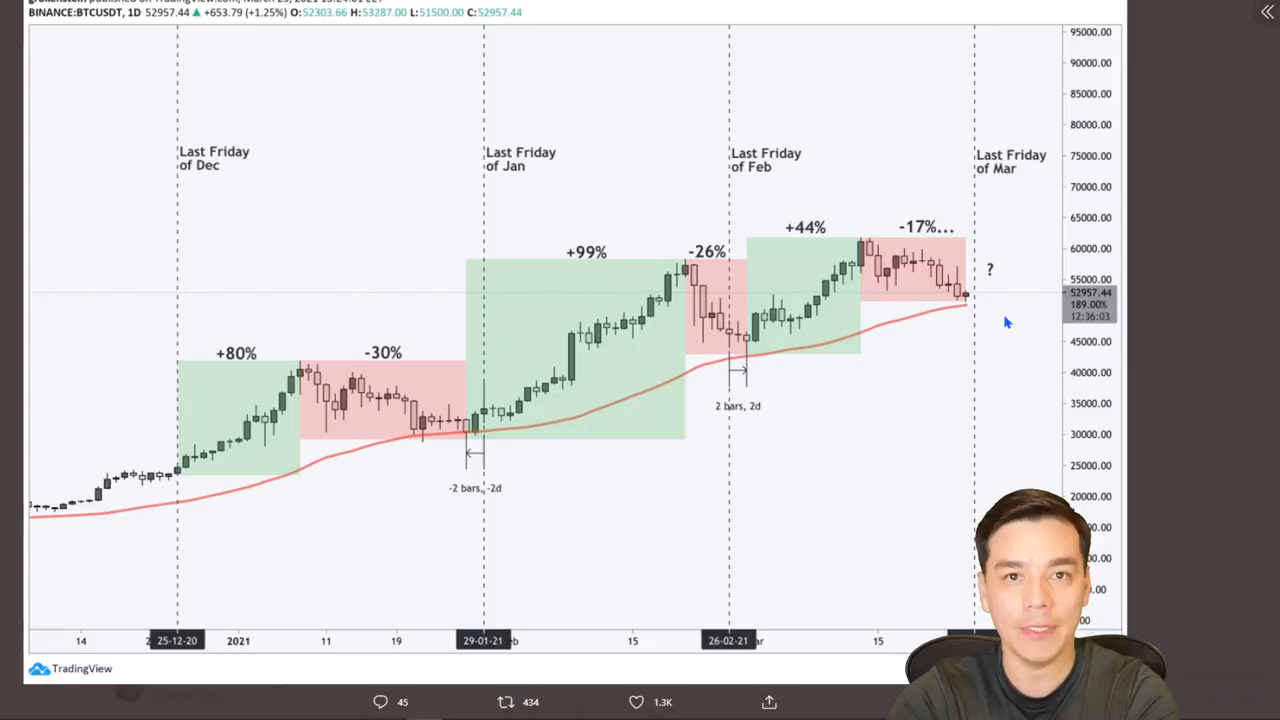 BINANCE:BTCUSDT, 1D 52957.44 ▲ +653.79 (+1.25%) O:52303.66 H:53287.00 L:51500.00 C:52957.44
95000.00
90000.00
85000.00
80000.00
Last Friday
of Dec
Last Friday
of Jan
Last Friday
of Feb
Last Friday
of Mar
75000.00
70000.00
65000.00
+80%
-30%
+99%
-26%
+44%
-17%...
?
60000.00
55000.00
52957.44
189.00%
12:36:03
45000.00
40000.00
35000.00
30000.00
25000.00
20000.00
2 bars, 2d
-2 bars, -2d
14
25-12-20
2021
11
19
29-01-21
15
26-02-21
15
TradingView
45
434
1.3K